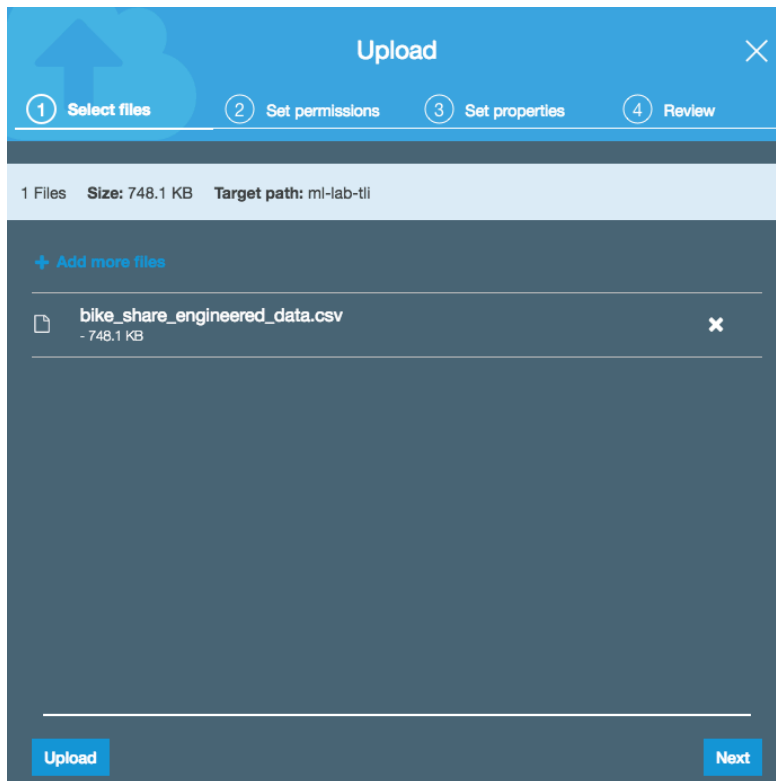 Upload
1 Select files 2 Set permissions 3 Set properties 4 Review
1 Files Size: 748.1 KB Target path: ml-lab-tli
+ Add more files
bike_share_engineered_data.csv
- 748.1 KB
Upload Next